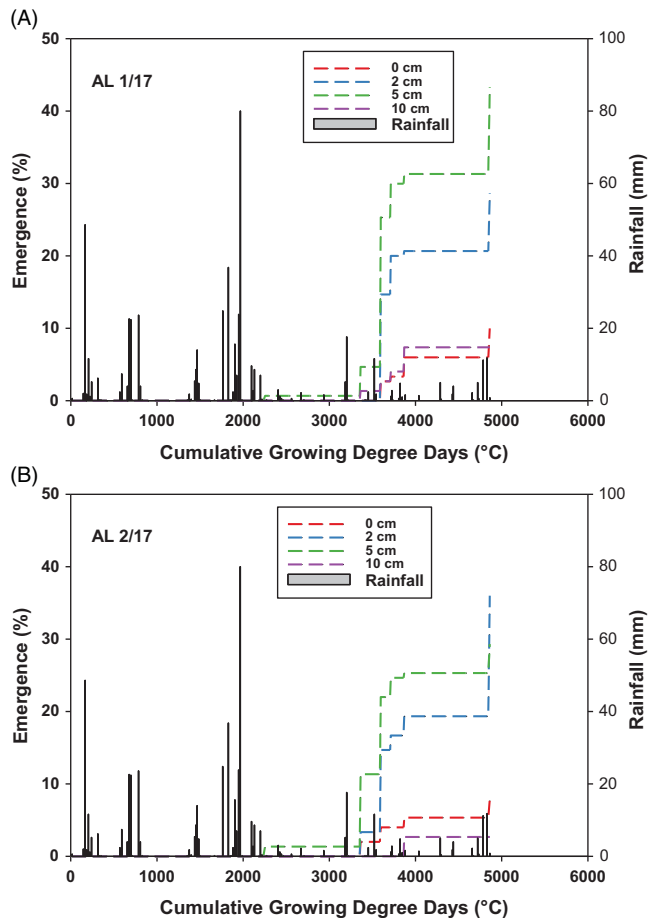 (A)
50
40
30
20
10
0
Emergence (%)
AL 1/17
0 cm
2 cm
5 cm
10 cm
Rainfall
100
80
60
40
20
0
Rainfall (mm)
0 1000 2000 3000 4000 5000 6000
Cumulative Growing Degree Days (°C)
(B)
50
40
30
20
10
0
Emergence (%)
AL 2/17
0 cm
2 cm
5 cm
10 cm
Rainfall
100
80
60
40
20
0
Rainfall (mm)
0 1000 2000 3000 4000 5000 6000
Cumulative Growing Degree Days (°C)